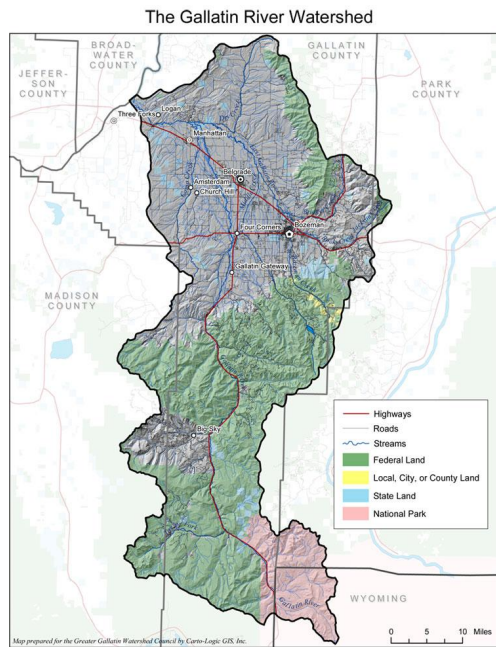 The Gallatin River Watershed
BROAD-
WATER
COUNTY
GALLATIN
COUNTY
JEFFER-
SON
COUNTY
PARK
COUNTY
Logan
Three Forks
Manhattan
Belgrade
Amsterdam
Church Hill
Four Corners
Bozeman
Gallatin Gateway
MADISON
COUNTY
Big Sky
Highways
Roads
Streams
Federal Land
Local, City, or County Land
State Land
National Park
Gallatin River
WYOMING
0 5 10 Miles
Map prepared for the Greater Gallatin Watershed Council by Carto-Logic GIS, Inc.